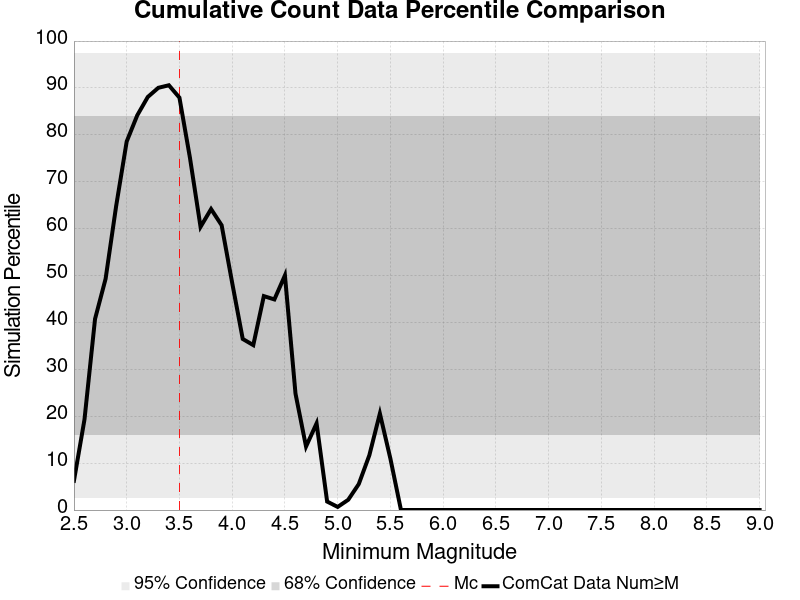 Cumulative Count Data Percentile Comparison
100
90
80
70
60
50
40
30
20
10
0
Simulation Percentile
2.5 3.0 3.5 4.0 4.5 5.0 5.5 6.0 6.5 7.0 7.5 8.0 8.5 9.0
Minimum Magnitude
95% Confidence 68% Confidence Mc ComCat Data Num≥M